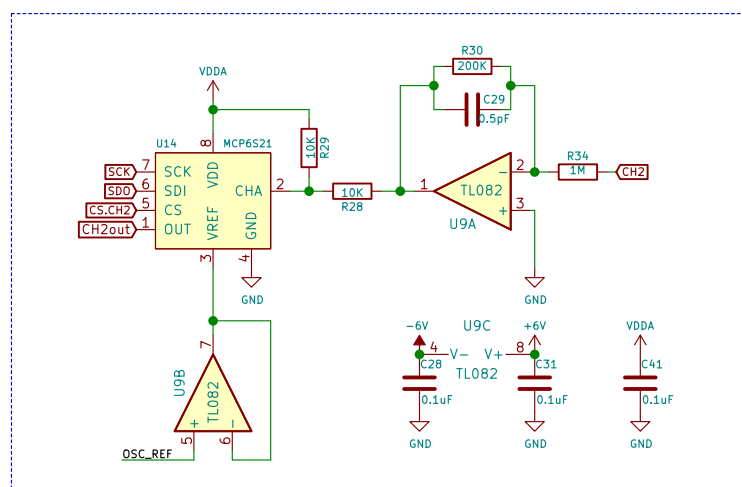 R30
200K
VDDA
C29
0.5pF
U14
MCP6S21
8
10K
R29
R34
SCK
7
SCK
VDD
2
−
1M
CH2
SDO
6
SDI
CHA
2
10K
1
TL082
CS.CH2
5
CS
R28
3
+
CH2out
1
OUT
VREF
GND
U9A
3
4
GND
GND
-6V
U9C
+6V
VDDA
7
4
V-
V+
8
C28
TL082
C31
C41
U9B
TL082
0.1uF
0.1uF
0.1uF
+
−
5
6
OSC_REF
GND
GND
GND